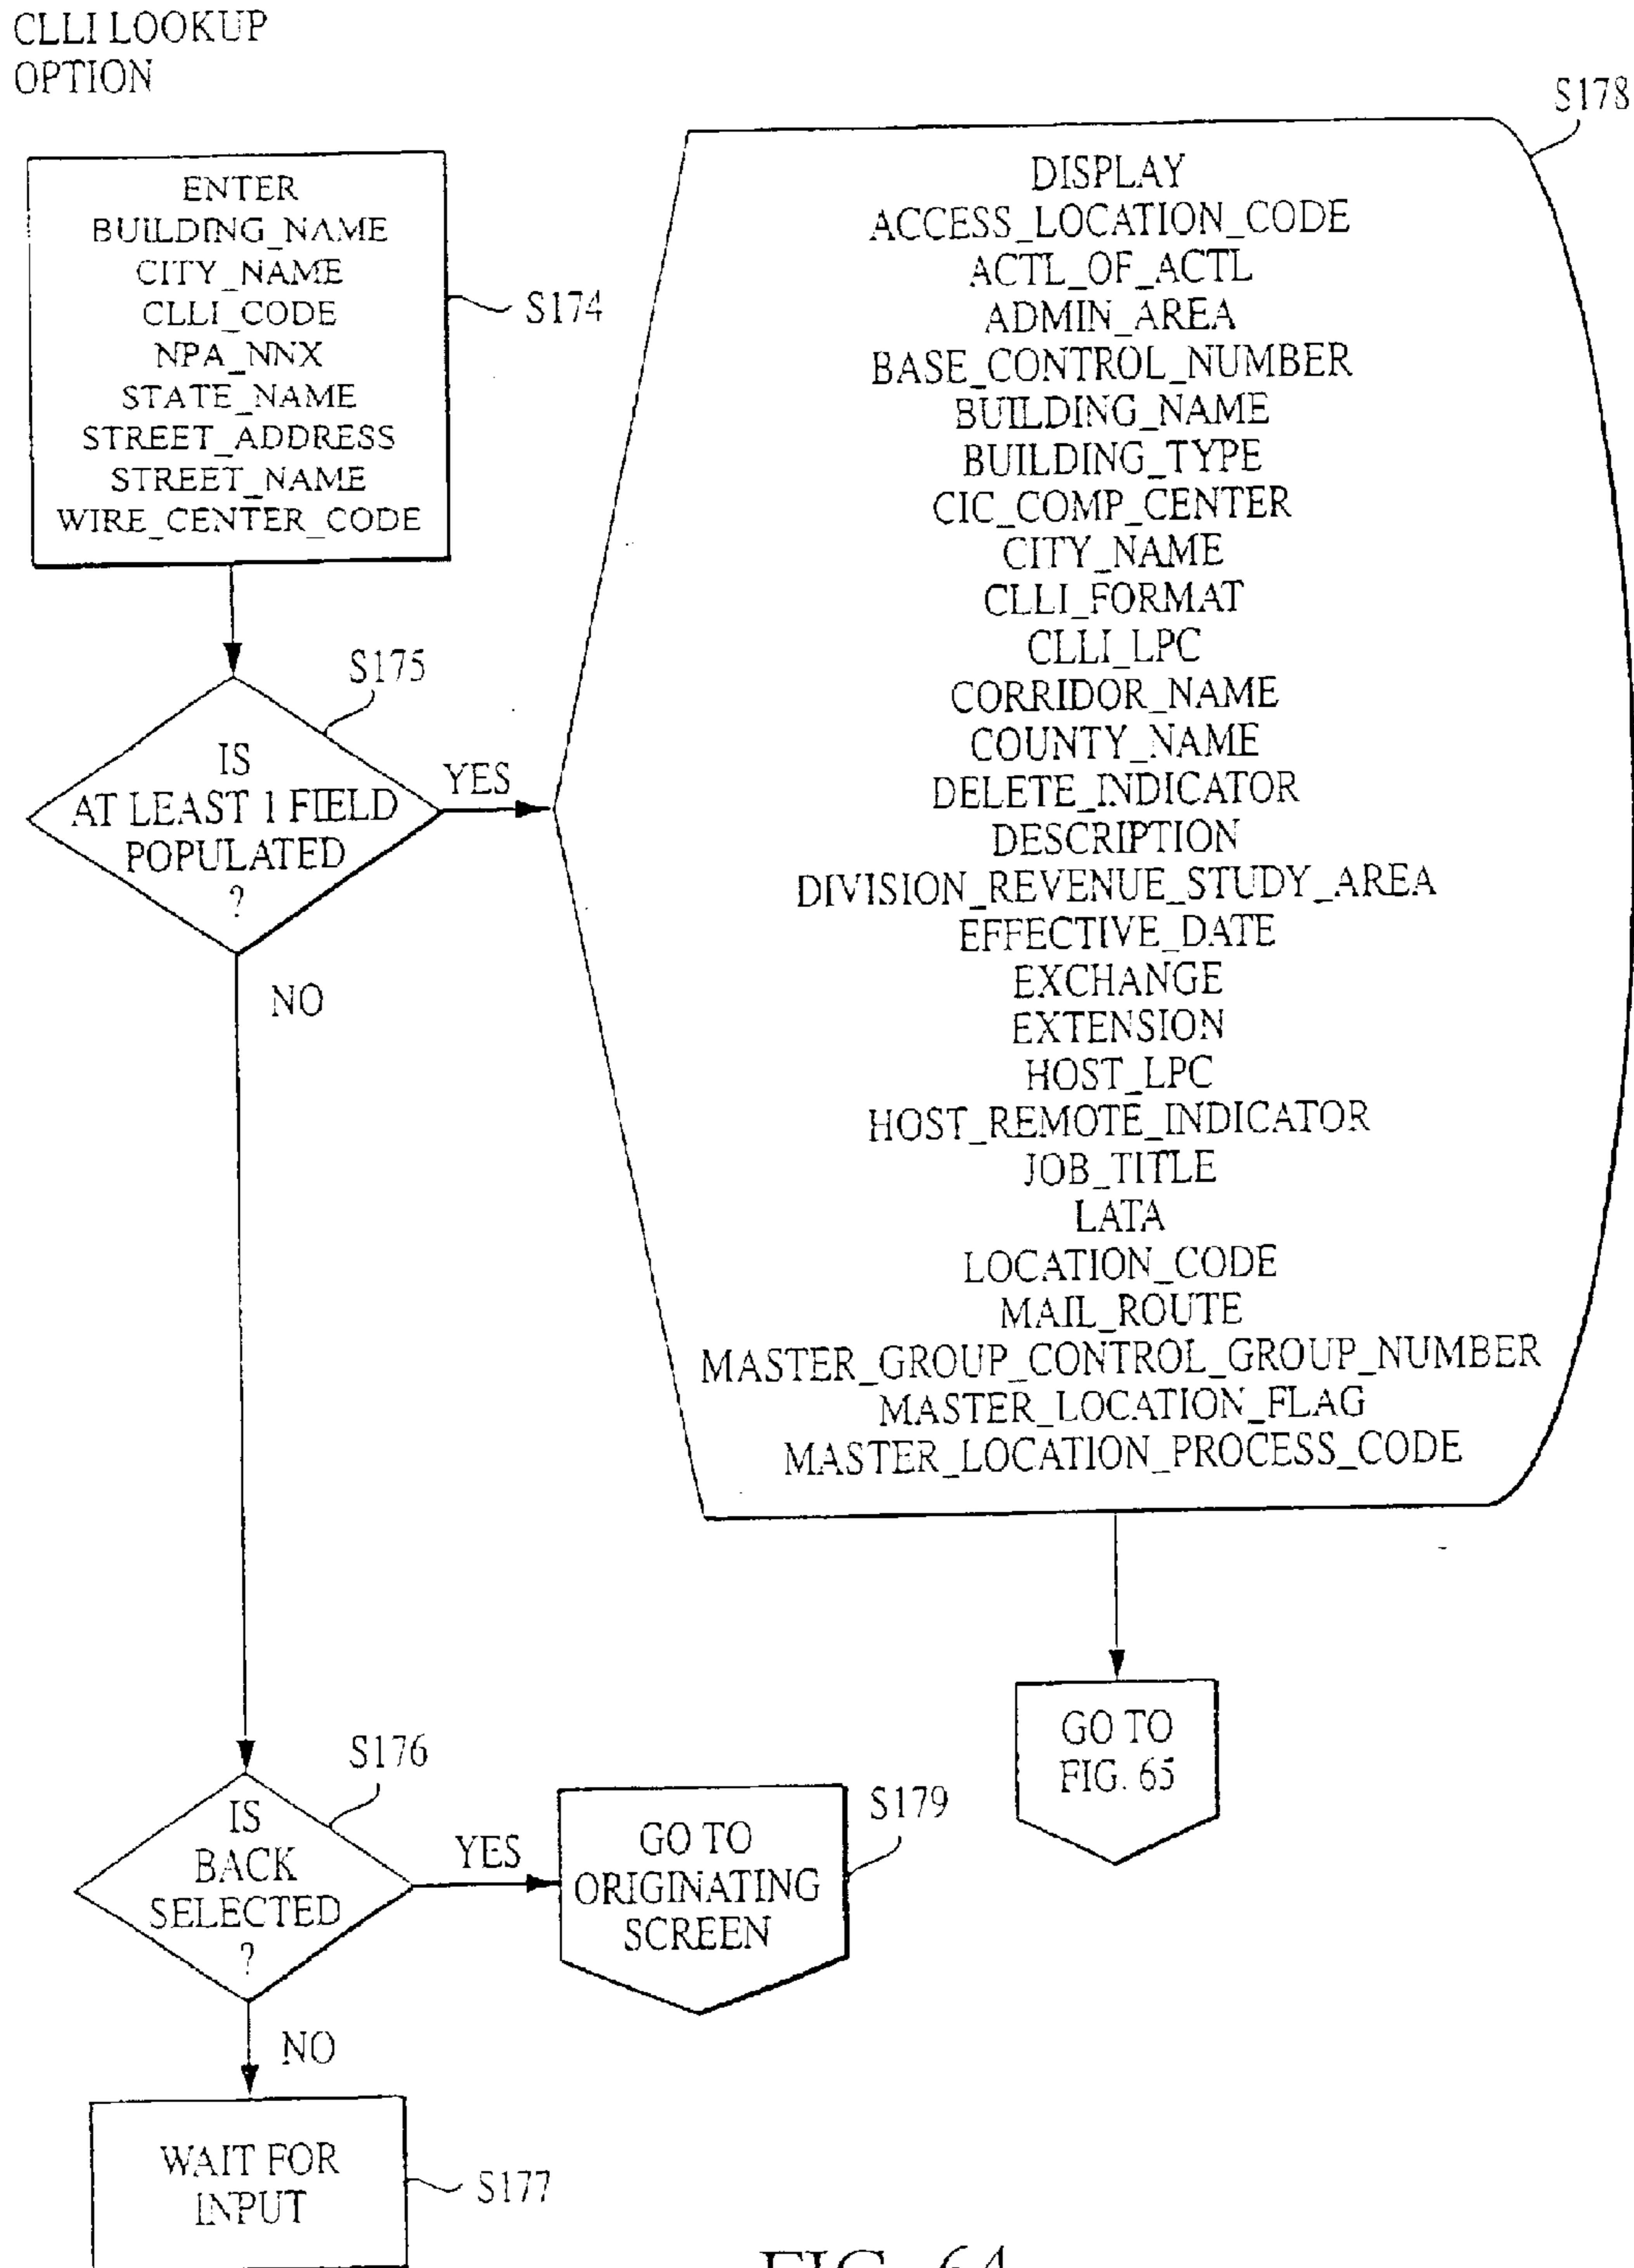 CLLI LOOKUP
OPTION
ENTER
BUILDING_NAME
CITY_NAME
CLLI_CODE
NPA_NNX
STATE_NAME
STREET_ADDRESS
STREET_NAME
WIRE_CENTER_CODE
S174
S175
IS
AT LEAST 1 FIELD
POPULATED
?
YES
NO
S178
DISPLAY
ACCESS_LOCATION_CODE
ACTL_OF_ACTL
ADMIN_AREA
BASE_CONTROL_NUMBER
BUILDING_NAME
BUILDING_TYPE
CIC_COMP_CENTER
CITY_NAME
CLLI_FORMAT
CLLI_LPC
CORRIDOR_NAME
COUNTY_NAME
DELETE_INDICATOR
DESCRIPTION
DIVISION_REVENUE_STUDY_AREA
EFFECTIVE_DATE
EXCHANGE
EXTENSION
HOST_LPC
HOST_REMOTE_INDICATOR
JOB_TITLE
LATA
LOCATION_CODE
MAIL_ROUTE
MASTER_GROUP_CONTROL_GROUP_NUMBER
MASTER_LOCATION_FLAG
MASTER_LOCATION_PROCESS_CODE
GO TO
FIG. 65
S176
IS
BACK
SELECTED
?
YES
NO
GO TO
ORIGINATING
SCREEN
S179
WAIT FOR
INPUT
S177
FIG. 64